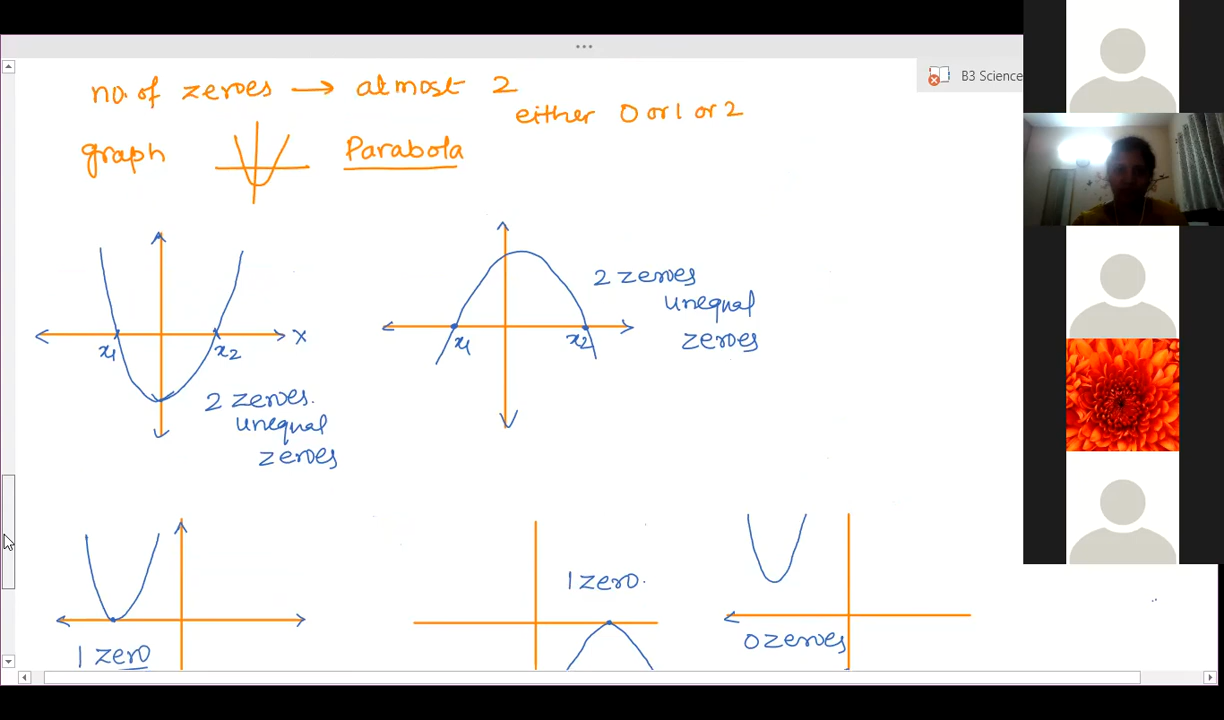 no. of zeroes → atmost 2
either 0 or 1 or 2
B3 Science
graph
Parabola
2 zeroes
unequal
zeroes
X
x1
x2
x1
x2
2 zeroes.
unequal
zeroes
1 zero.
0 zeroes
1 zero